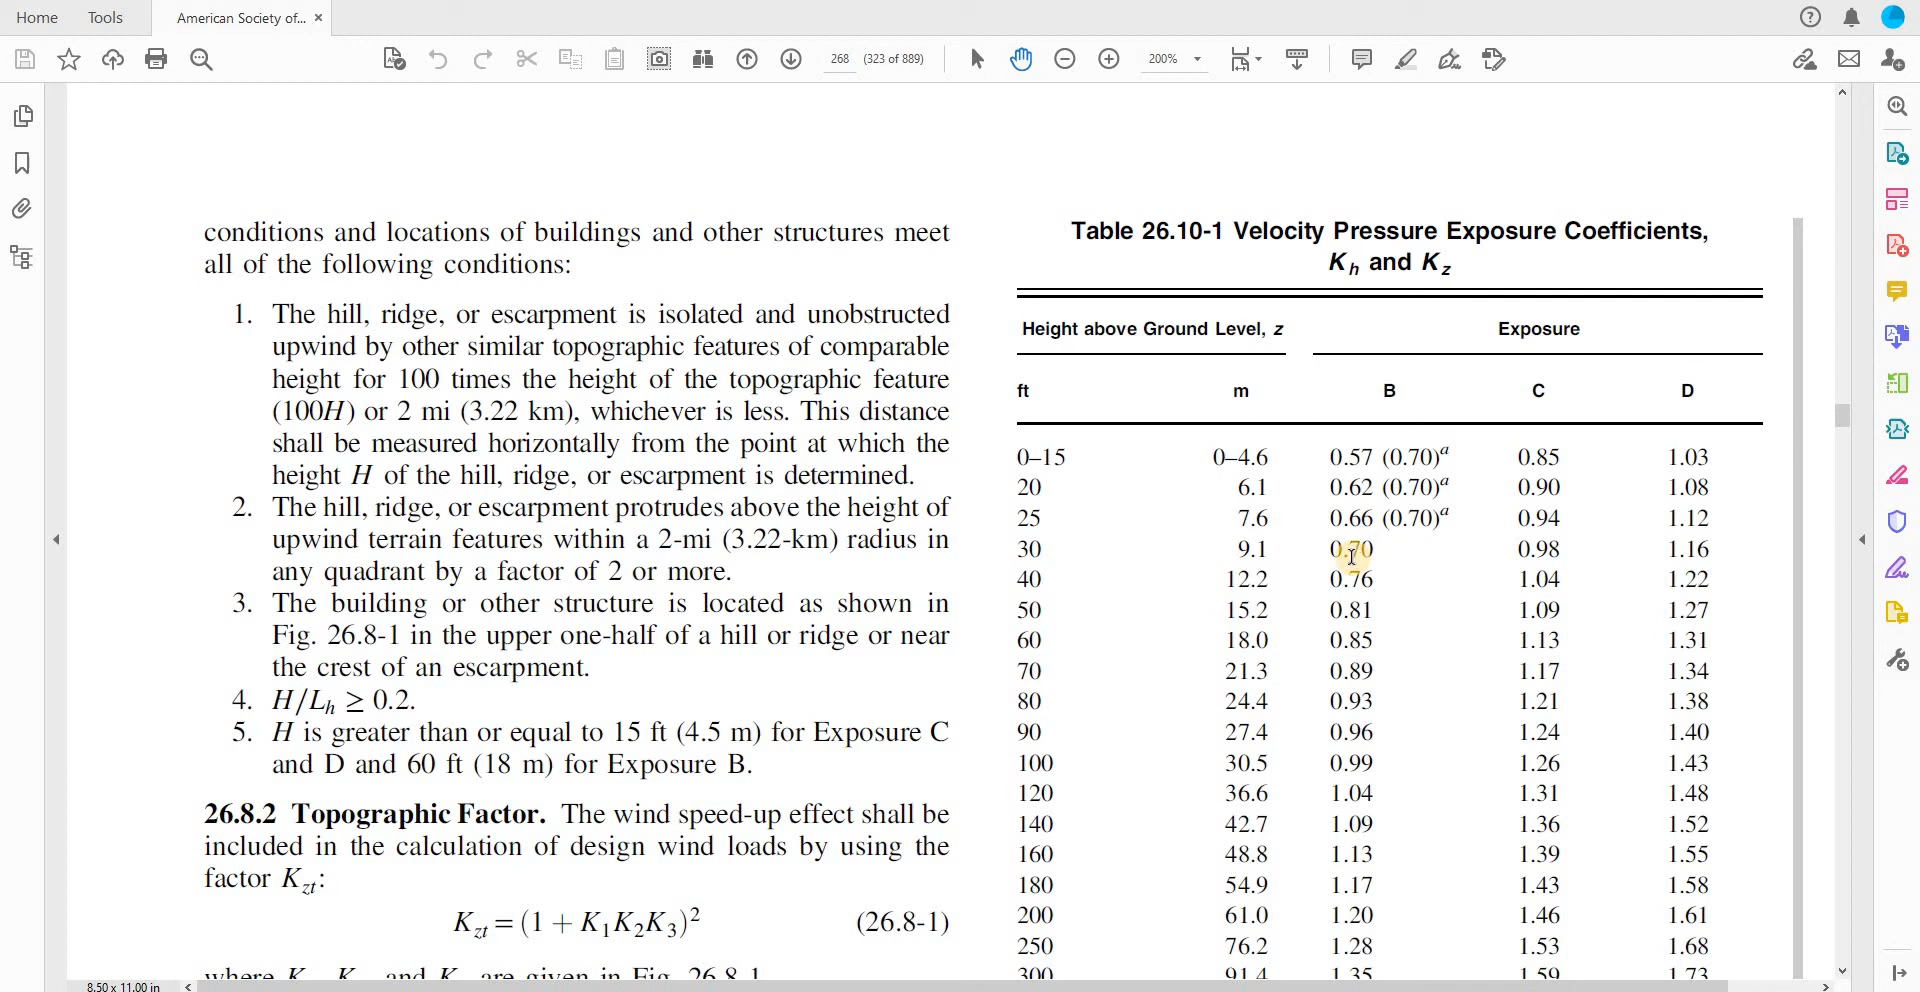 Home Tools American Society of... ×
268 (323 of 889) 200%
conditions and locations of buildings and other structures meet
all of the following conditions:
1. The hill, ridge, or escarpment is isolated and unobstructed
upwind by other similar topographic features of comparable
height for 100 times the height of the topographic feature
(100H) or 2 mi (3.22 km), whichever is less. This distance
shall be measured horizontally from the point at which the
height H of the hill, ridge, or escarpment is determined.
2. The hill, ridge, or escarpment protrudes above the height of
upwind terrain features within a 2-mi (3.22-km) radius in
any quadrant by a factor of 2 or more.
3. The building or other structure is located as shown in
Fig. 26.8-1 in the upper one-half of a hill or ridge or near
the crest of an escarpment.
4. H/Lh ≥ 0.2.
5. H is greater than or equal to 15 ft (4.5 m) for Exposure C
and D and 60 ft (18 m) for Exposure B.
26.8.2 Topographic Factor. The wind speed-up effect shall be
included in the calculation of design wind loads by using the
factor Kzt:
Kzt = (1 + K1K2K3)² (26.8-1)
where K K and K are given in Fig. 26.8-1
Table 26.10-1 Velocity Pressure Exposure Coefficients,
Kh and Kz
Height above Ground Level, z Exposure
ft m B C D
0–15 0–4.6 0.57 (0.70)ᵃ 0.85 1.03
20 6.1 0.62 (0.70)ᵃ 0.90 1.08
25 7.6 0.66 (0.70)ᵃ 0.94 1.12
30 9.1 0.70 0.98 1.16
40 12.2 0.76 1.04 1.22
50 15.2 0.81 1.09 1.27
60 18.0 0.85 1.13 1.31
70 21.3 0.89 1.17 1.34
80 24.4 0.93 1.21 1.38
90 27.4 0.96 1.24 1.40
100 30.5 0.99 1.26 1.43
120 36.6 1.04 1.31 1.48
140 42.7 1.09 1.36 1.52
160 48.8 1.13 1.39 1.55
180 54.9 1.17 1.43 1.58
200 61.0 1.20 1.46 1.61
250 76.2 1.28 1.53 1.68
300 91.4 1.35 1.59 1.73
8.50 x 11.00 in